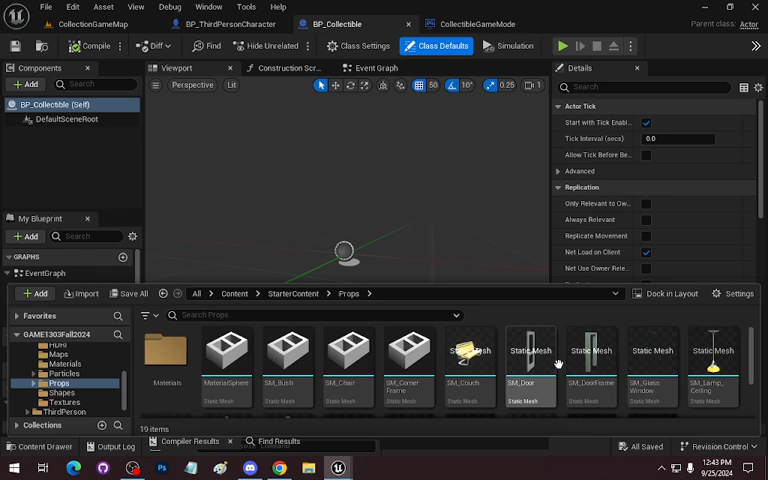 File Edit Asset View Debug Window Tools Help
CollectionGameMap BP_ThirdPersonCharacter BP_Collectible CollectibleGameMode Parent class: Actor
Compile Diff Find Hide Unrelated Class Settings Class Defaults Simulation
Components Viewport Construction Scr... Event Graph Details
Add Search Perspective Lit 50 10° 0.25 1 Search
BP_Collectible (Self) Actor Tick
DefaultSceneRoot Start with Tick Enabl...
Tick Interval (secs) 0.0
Allow Tick Before Be...
Advanced
Replication
Only Relevant to Ow...
My Blueprint Always Relevant
Add Search Replicate Movement
GRAPHS Net Load on Client
EventGraph Net Use Owner Rele...
Add Import Save All All Content StarterContent Props Dock in Layout Settings
Favorites Search Props
GAME1303Fall2024
HDRI
Maps
Materials
Particles
Props
Shapes
Textures
ThirdPerson
Collections
Static Mesh Static Mesh Static Mesh Static Mesh Static Mesh
Materials MaterialSphere SM_Bush SM_Chair SM_Corner Frame SM_Couch SM_Door SM_DoorFrame SM_Glass Window SM_Lamp_Ceiling
Static Mesh Static Mesh Static Mesh Static Mesh Static Mesh Static Mesh Static Mesh Static Mesh Static Mesh
19 items
Content Drawer Output Log Compiler Results Find Results All Saved Revision Control
12:43 PM
9/25/2024